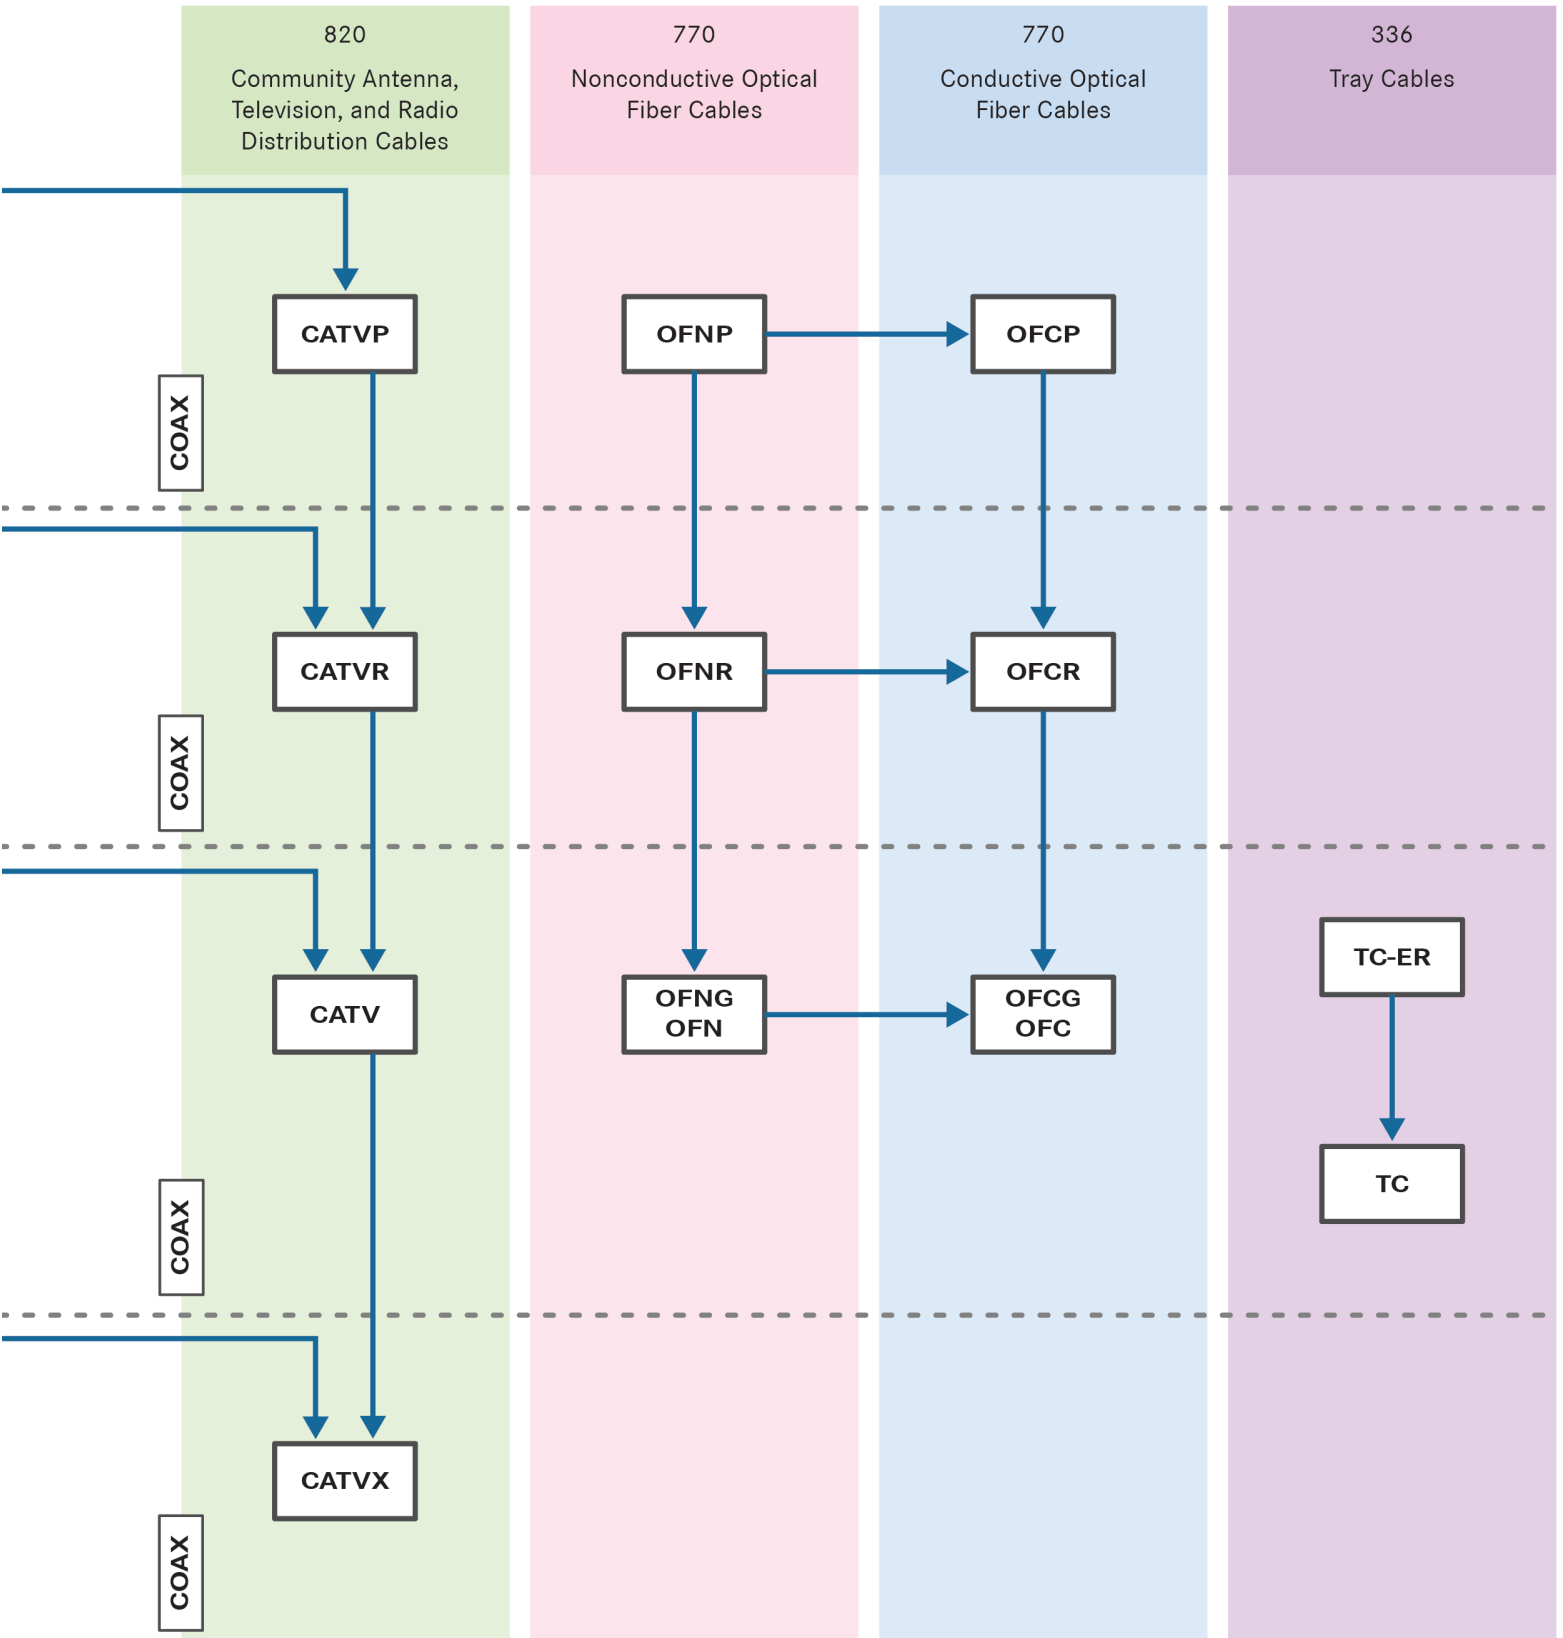 820
Community Antenna,
Television, and Radio
Distribution Cables
770
Nonconductive Optical
Fiber Cables
770
Conductive Optical
Fiber Cables
336
Tray Cables
CATVP
OFNP
OFCP
COAX
CATVR
OFNR
OFCR
COAX
CATV
OFNG
OFN
OFCG
OFC
TC-ER
TC
COAX
CATVX
COAX